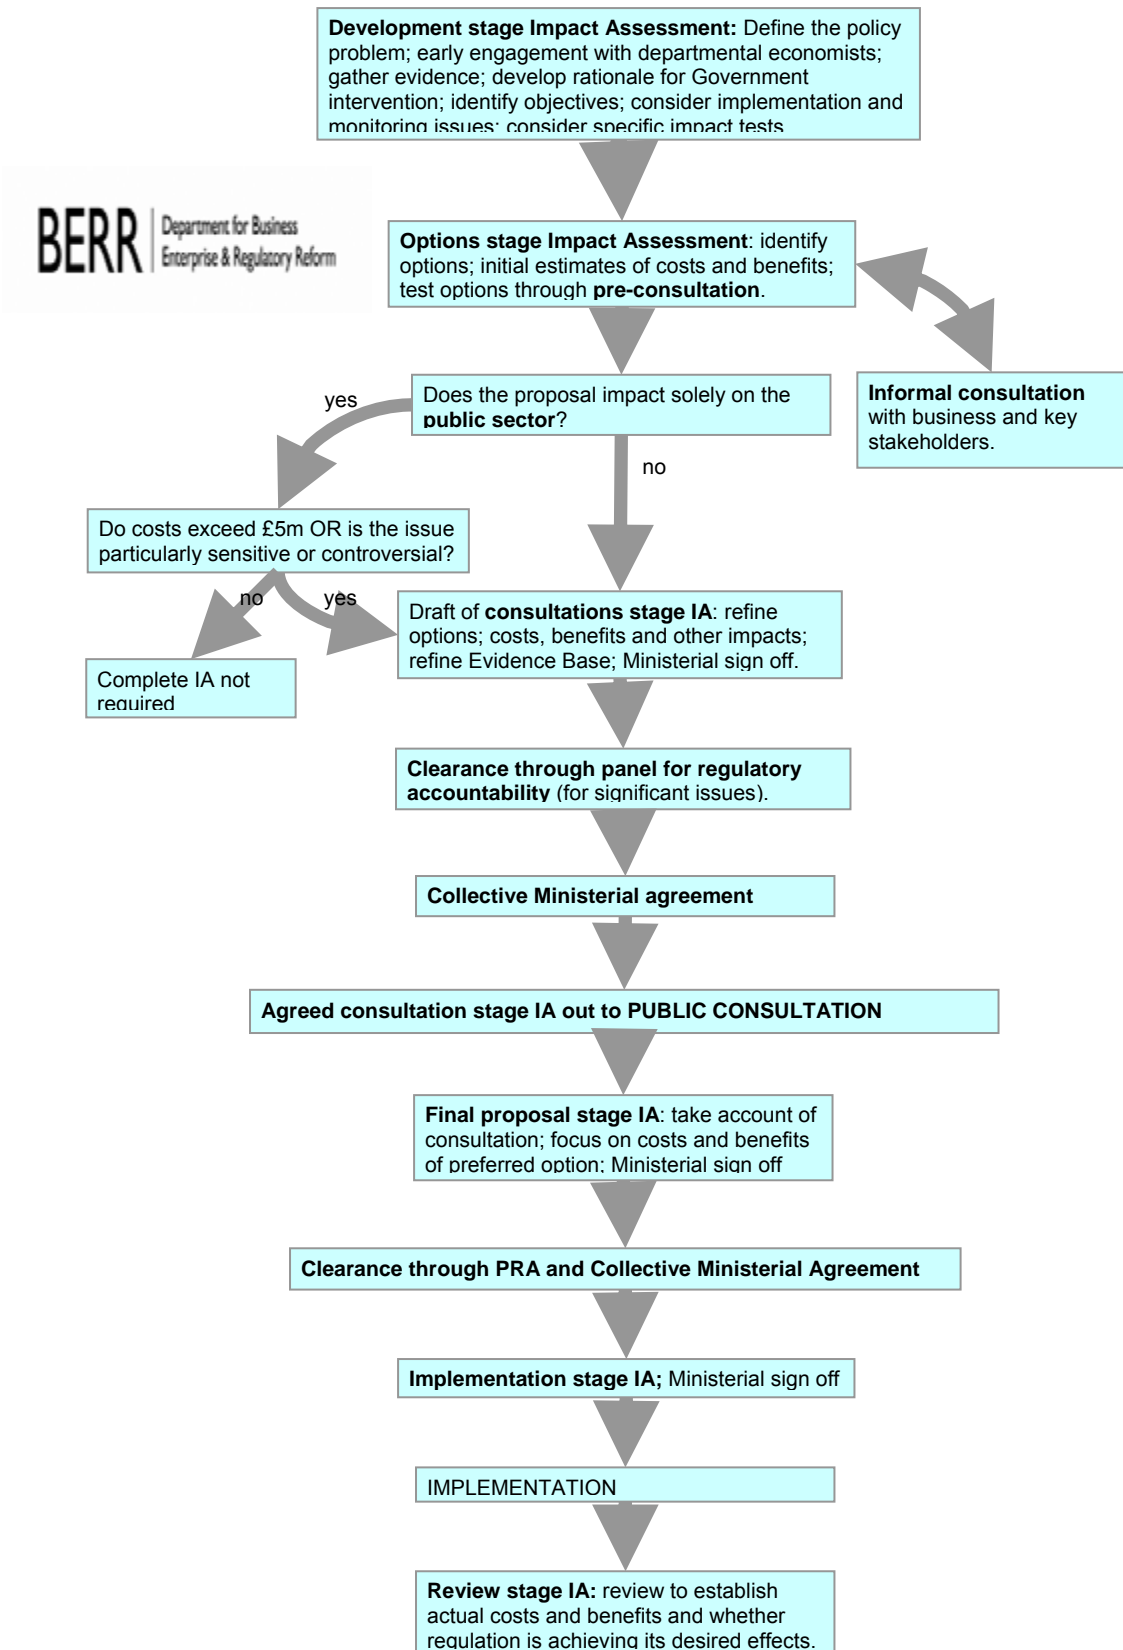 Development stage Impact Assessment: Define the policy
problem; early engagement with departmental economists;
gather evidence; develop rationale for Government
intervention; identify objectives; consider implementation and
monitoring issues; consider specific impact tests
BERR
Department for Business
Enterprise & Regulatory Reform
Options stage Impact Assessment: identify
options; initial estimates of costs and benefits;
test options through pre-consultation.
Does the proposal impact solely on the
public sector?
Informal consultation
with business and key
stakeholders.
yes
no
Do costs exceed £5m OR is the issue
particularly sensitive or controversial?
no
yes
Complete IA not
required
Draft of consultations stage IA: refine
options; costs, benefits and other impacts;
refine Evidence Base; Ministerial sign off.
Clearance through panel for regulatory
accountability (for significant issues).
Collective Ministerial agreement
Agreed consultation stage IA out to PUBLIC CONSULTATION
Final proposal stage IA: take account of
consultation; focus on costs and benefits
of preferred option; Ministerial sign off
Clearance through PRA and Collective Ministerial Agreement
Implementation stage IA; Ministerial sign off
IMPLEMENTATION
Review stage IA: review to establish
actual costs and benefits and whether
regulation is achieving its desired effects.